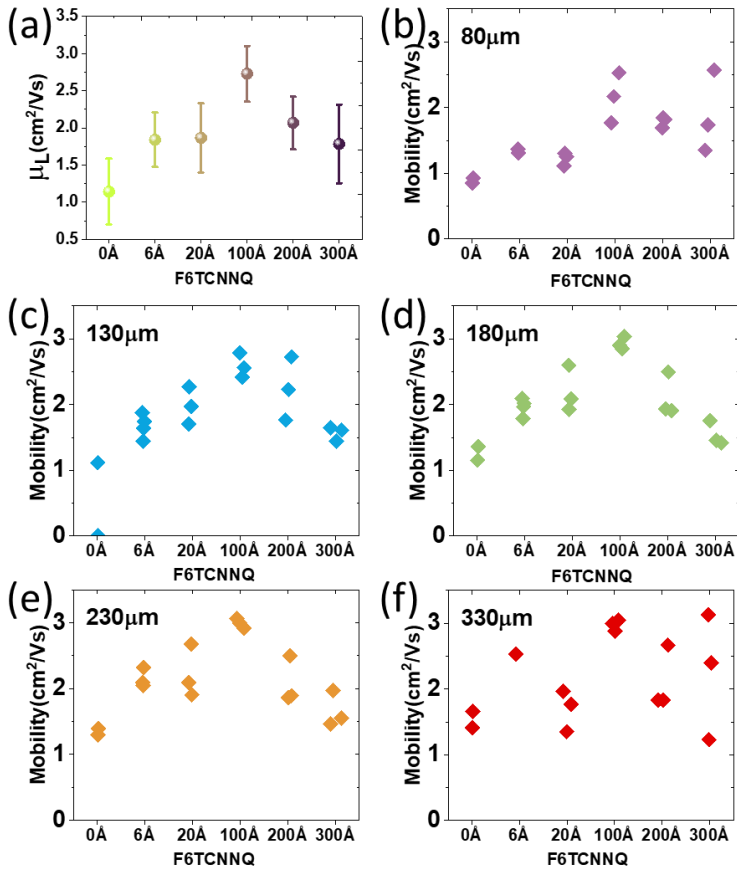 (a)
3.5
3.0
2.5
2.0
1.5
1.0
0.5
μL(cm²/Vs)
0Å 6Å 20Å 100Å 200Å 300Å
F6TCNNQ
(b)
80μm
3
2
1
0
Mobility(cm²/Vs)
0Å 6Å 20Å 100Å 200Å 300Å
F6TCNNQ
(c)
130μm
3
2
1
0
Mobility(cm²/Vs)
0Å 6Å 20Å 100Å 200Å 300Å
F6TCNNQ
(d)
180μm
3
2
1
0
Mobility(cm²/Vs)
0Å 6Å 20Å 100Å 200Å 300Å
F6TCNNQ
(e)
230μm
3
2
1
0
Mobility(cm²/Vs)
0Å 6Å 20Å 100Å 200Å 300Å
F6TCNNQ
(f)
330μm
3
2
1
0
Mobility(cm²/Vs)
0Å 6Å 20Å 100Å 200Å 300Å
F6TCNNQ